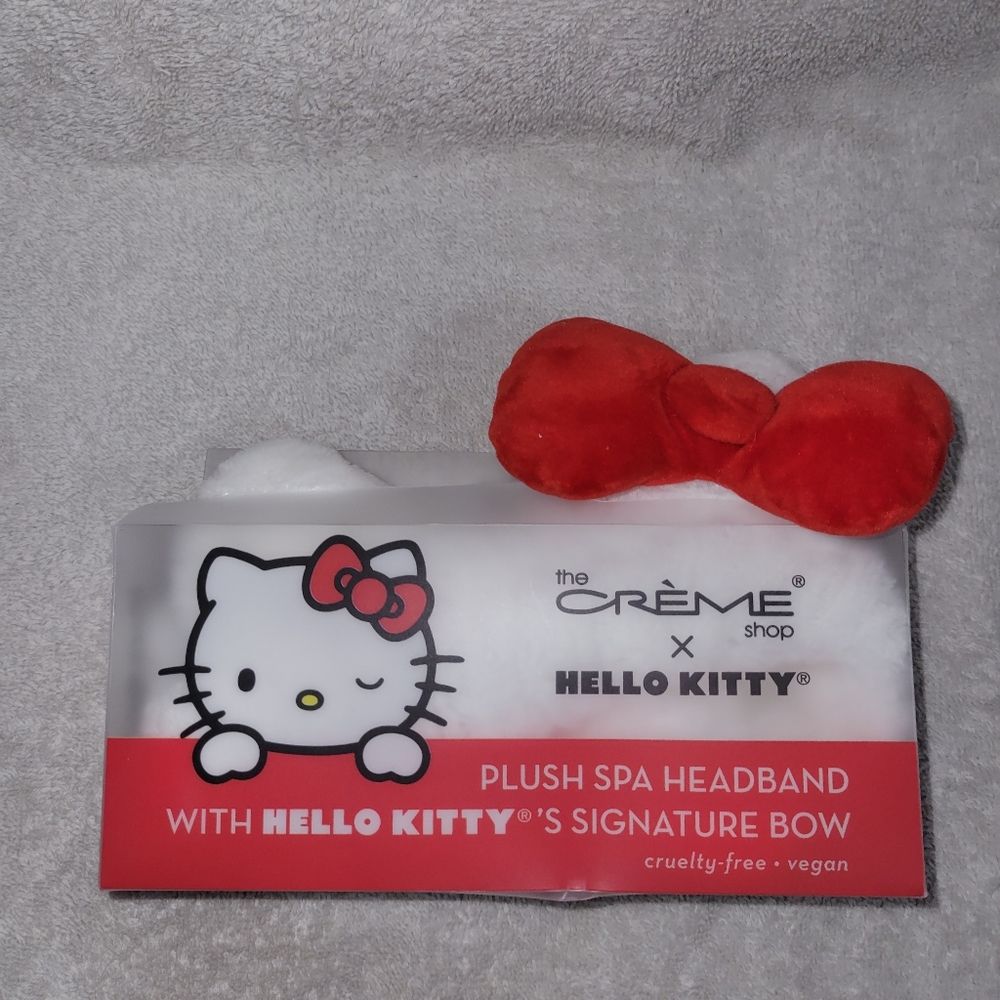 the
CRÈME®
shop
×
HELLO KITTY®
PLUSH SPA HEADBAND
WITH HELLO KITTY®'S SIGNATURE BOW
cruelty-free • vegan